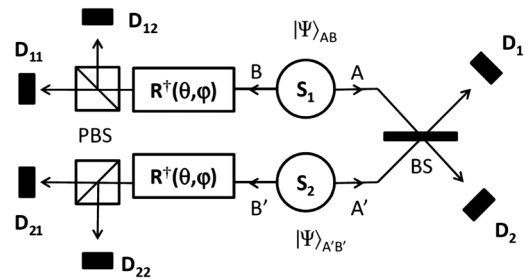 D₁₂
|Ψ⟩AB
D₁₁
R†(θ,φ)
B
S₁
A
D₁
PBS
BS
R†(θ,φ)
B'
S₂
A'
D₂₁
|Ψ⟩A'B'
D₂
D₂₂